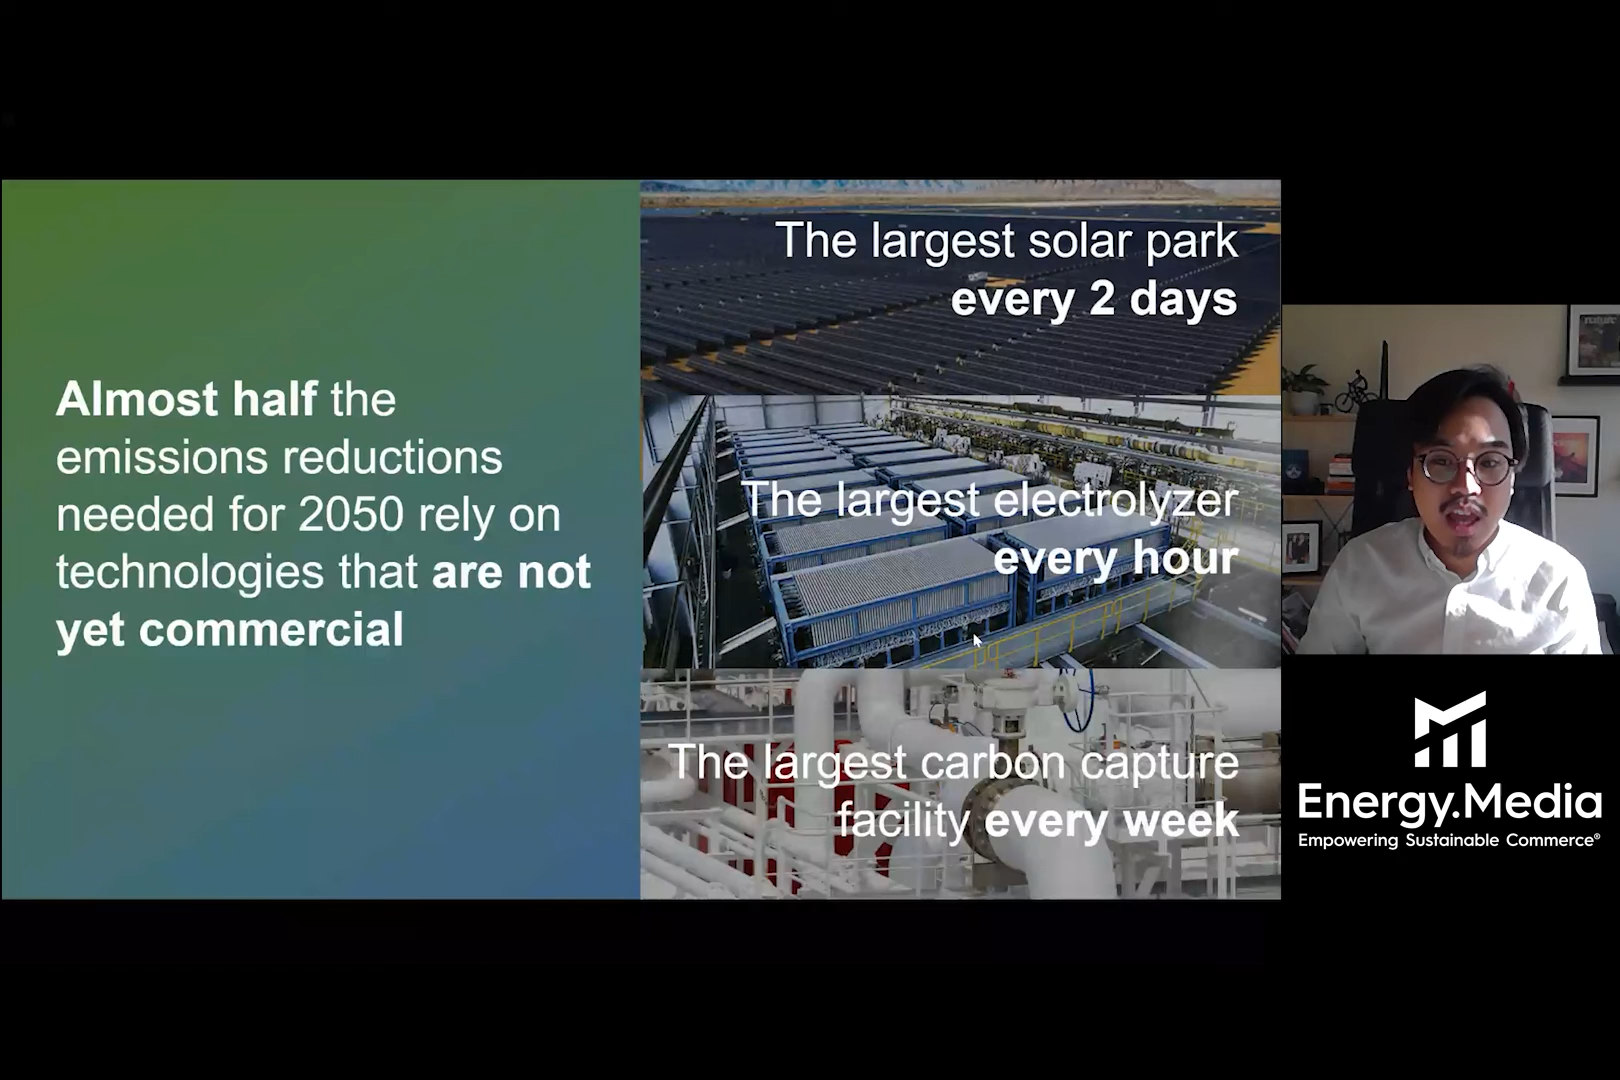 Almost half the
emissions reductions
needed for 2050 rely on
technologies that are not
yet commercial
The largest solar park
every 2 days
The largest electrolyzer
every hour
The largest carbon capture
facility every week
nature
Energy.Media
Empowering Sustainable Commerce®